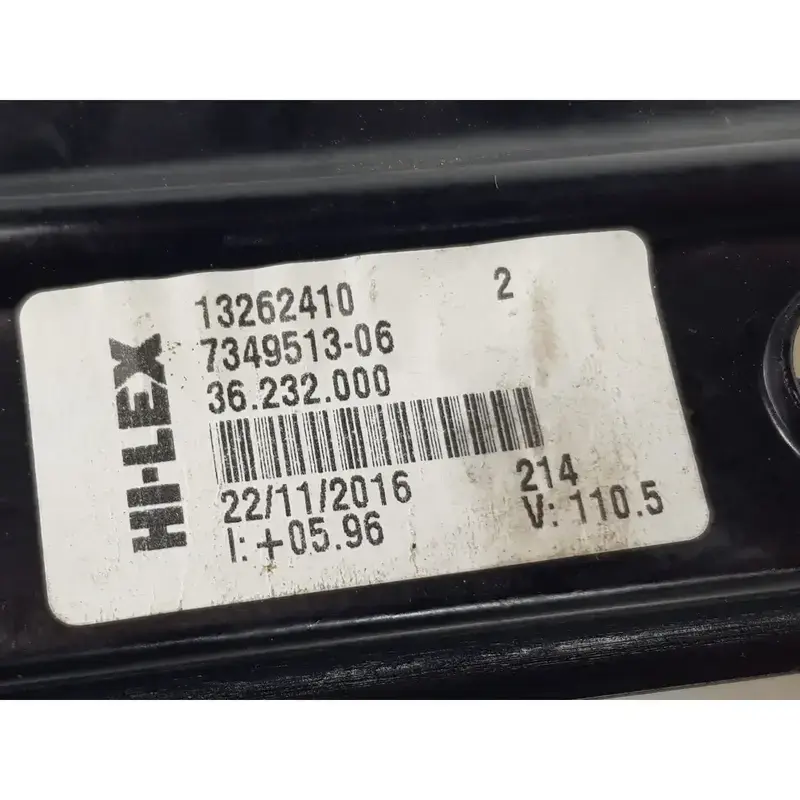 HI-LEX
13262410 2
7349513-06
36.232.000
22/11/2016 214
I: +05.96 V: 110.5